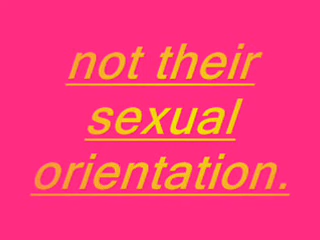 not their
sexual
orientation.